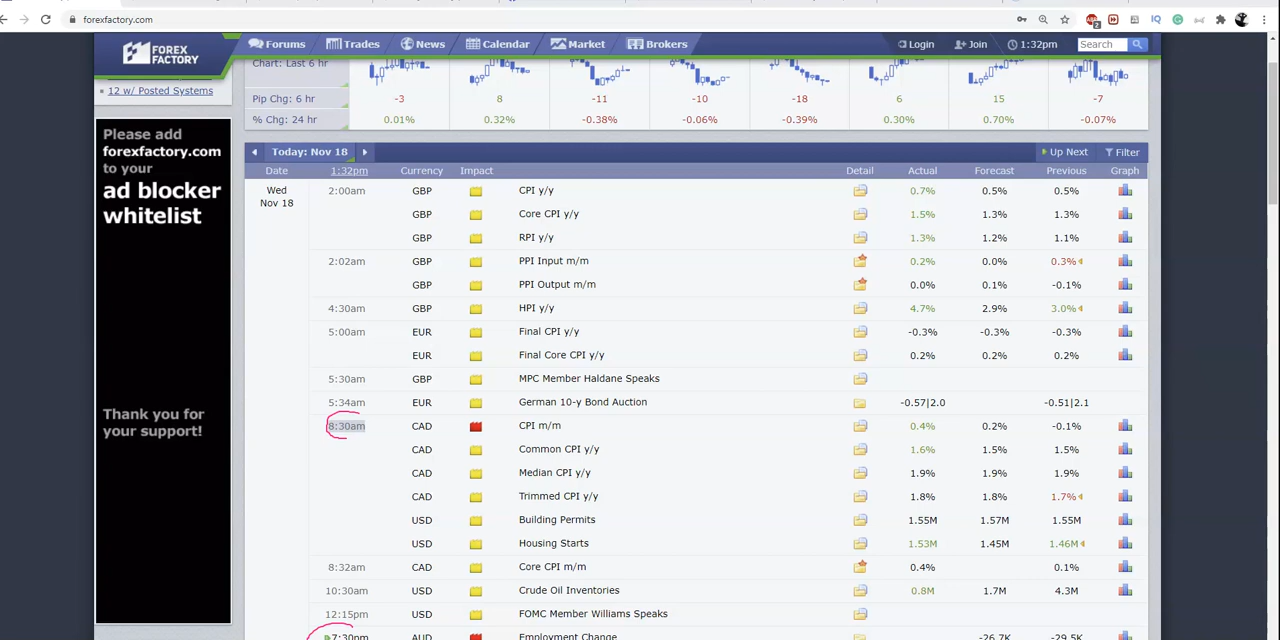 forexfactory.com
2
IQ
FOREX
FACTORY
Forums
Trades
News
Calendar
Market
Brokers
Login
Join
1:32pm
Search
12 w/ Posted Systems
Chart: Last 6 hr
Pip Chg: 6 hr -3 8 -11 -10 -18 6 15 -7
% Chg: 24 hr 0.01% 0.32% -0.38% -0.06% -0.39% 0.30% 0.70% -0.07%
Please add
forexfactory.com
to your
ad blocker
whitelist
Thank you for
your support!
Today: Nov 18 Up Next Filter
Date 1:32pm Currency Impact Detail Actual Forecast Previous Graph
Wed
Nov 18
2:00am GBP CPI y/y 0.7% 0.5% 0.5%
GBP Core CPI y/y 1.5% 1.3% 1.3%
GBP RPI y/y 1.3% 1.2% 1.1%
2:02am GBP PPI Input m/m 0.2% 0.0% 0.3%
GBP PPI Output m/m 0.0% 0.1% -0.1%
4:30am GBP HPI y/y 4.7% 2.9% 3.0%
5:00am EUR Final CPI y/y -0.3% -0.3% -0.3%
EUR Final Core CPI y/y 0.2% 0.2% 0.2%
5:30am GBP MPC Member Haldane Speaks
5:34am EUR German 10-y Bond Auction -0.57|2.0 -0.51|2.1
8:30am CAD CPI m/m 0.4% 0.2% -0.1%
CAD Common CPI y/y 1.6% 1.5% 1.5%
CAD Median CPI y/y 1.9% 1.9% 1.9%
CAD Trimmed CPI y/y 1.8% 1.8% 1.7%
USD Building Permits 1.55M 1.57M 1.55M
USD Housing Starts 1.53M 1.45M 1.46M
8:32am CAD Core CPI m/m 0.4% 0.1%
10:30am USD Crude Oil Inventories 0.8M 1.7M 4.3M
12:15pm USD FOMC Member Williams Speaks
7:30pm AUD Employment Change -26.7K -29.5K